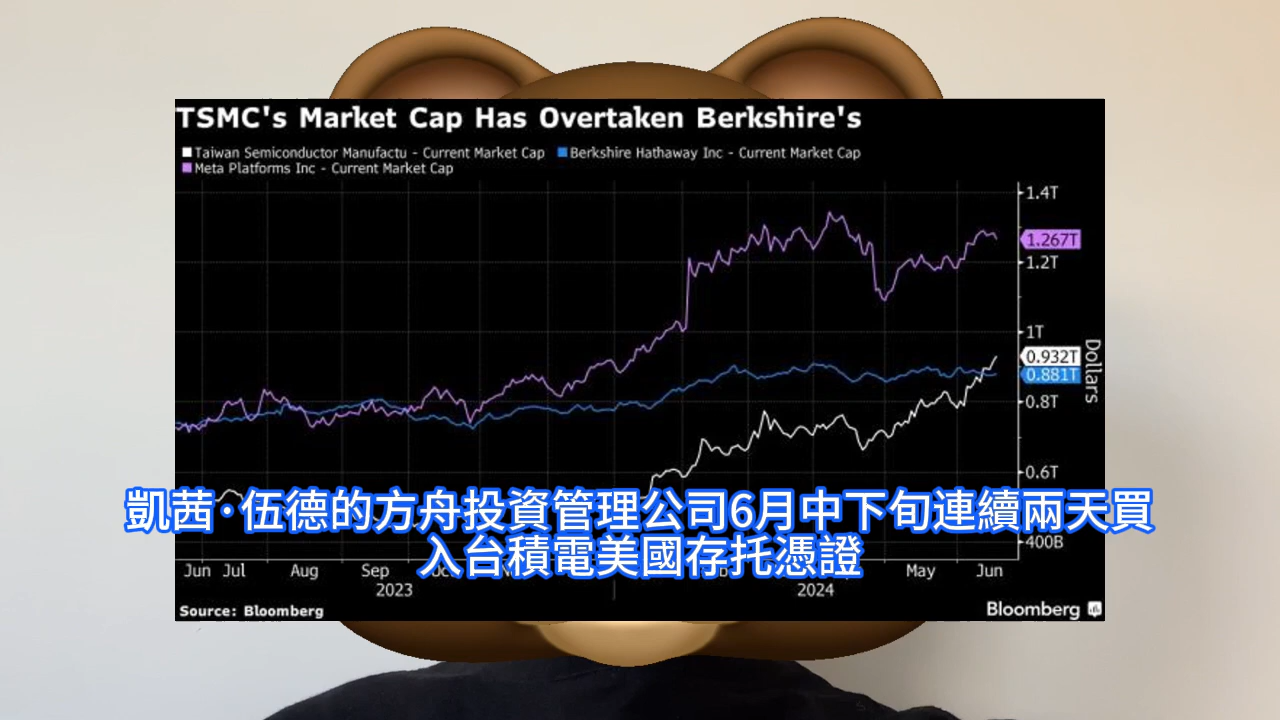 TSMC's Market Cap Has Overtaken Berkshire's
Taiwan Semiconductor Manufactu - Current Market Cap Berkshire Hathaway Inc - Current Market Cap
Meta Platforms Inc - Current Market Cap
1.4T
1.267T
1.2T
1T
0.932T
0.881T
0.8T
0.6T
400B
Dollars
凱茜·伍德的方舟投資管理公司6月中下旬連續兩天買
入台積電美國存托憑證
Jun Jul Aug Sep May Jun
2023 2024
Source: Bloomberg
Bloomberg